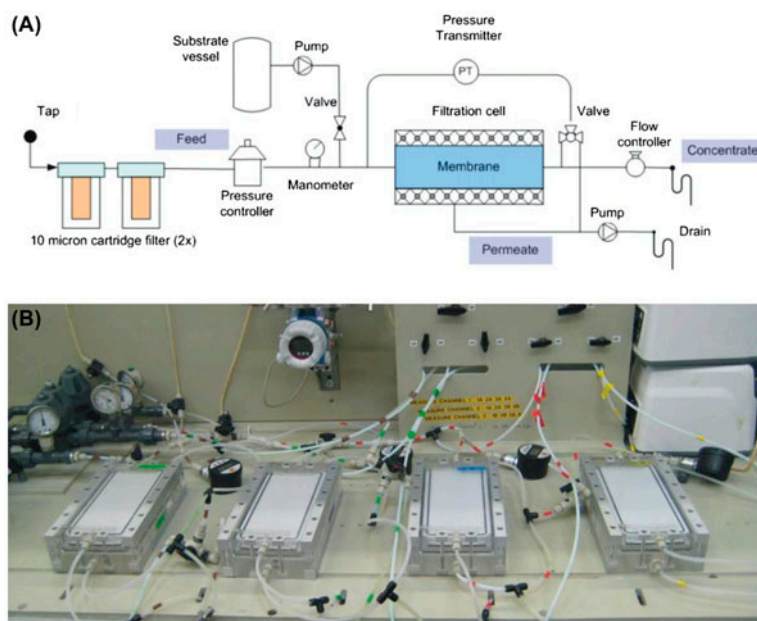 (A)
Substrate
vessel
Pump
Pressure
Transmitter
PT
Valve
Tap
Feed
Filtration cell
Valve
Flow
controller
Concentrate
Membrane
Manometer
Pressure
controller
10 micron cartridge filter (2x)
Pump
Drain
Permeate
(B)